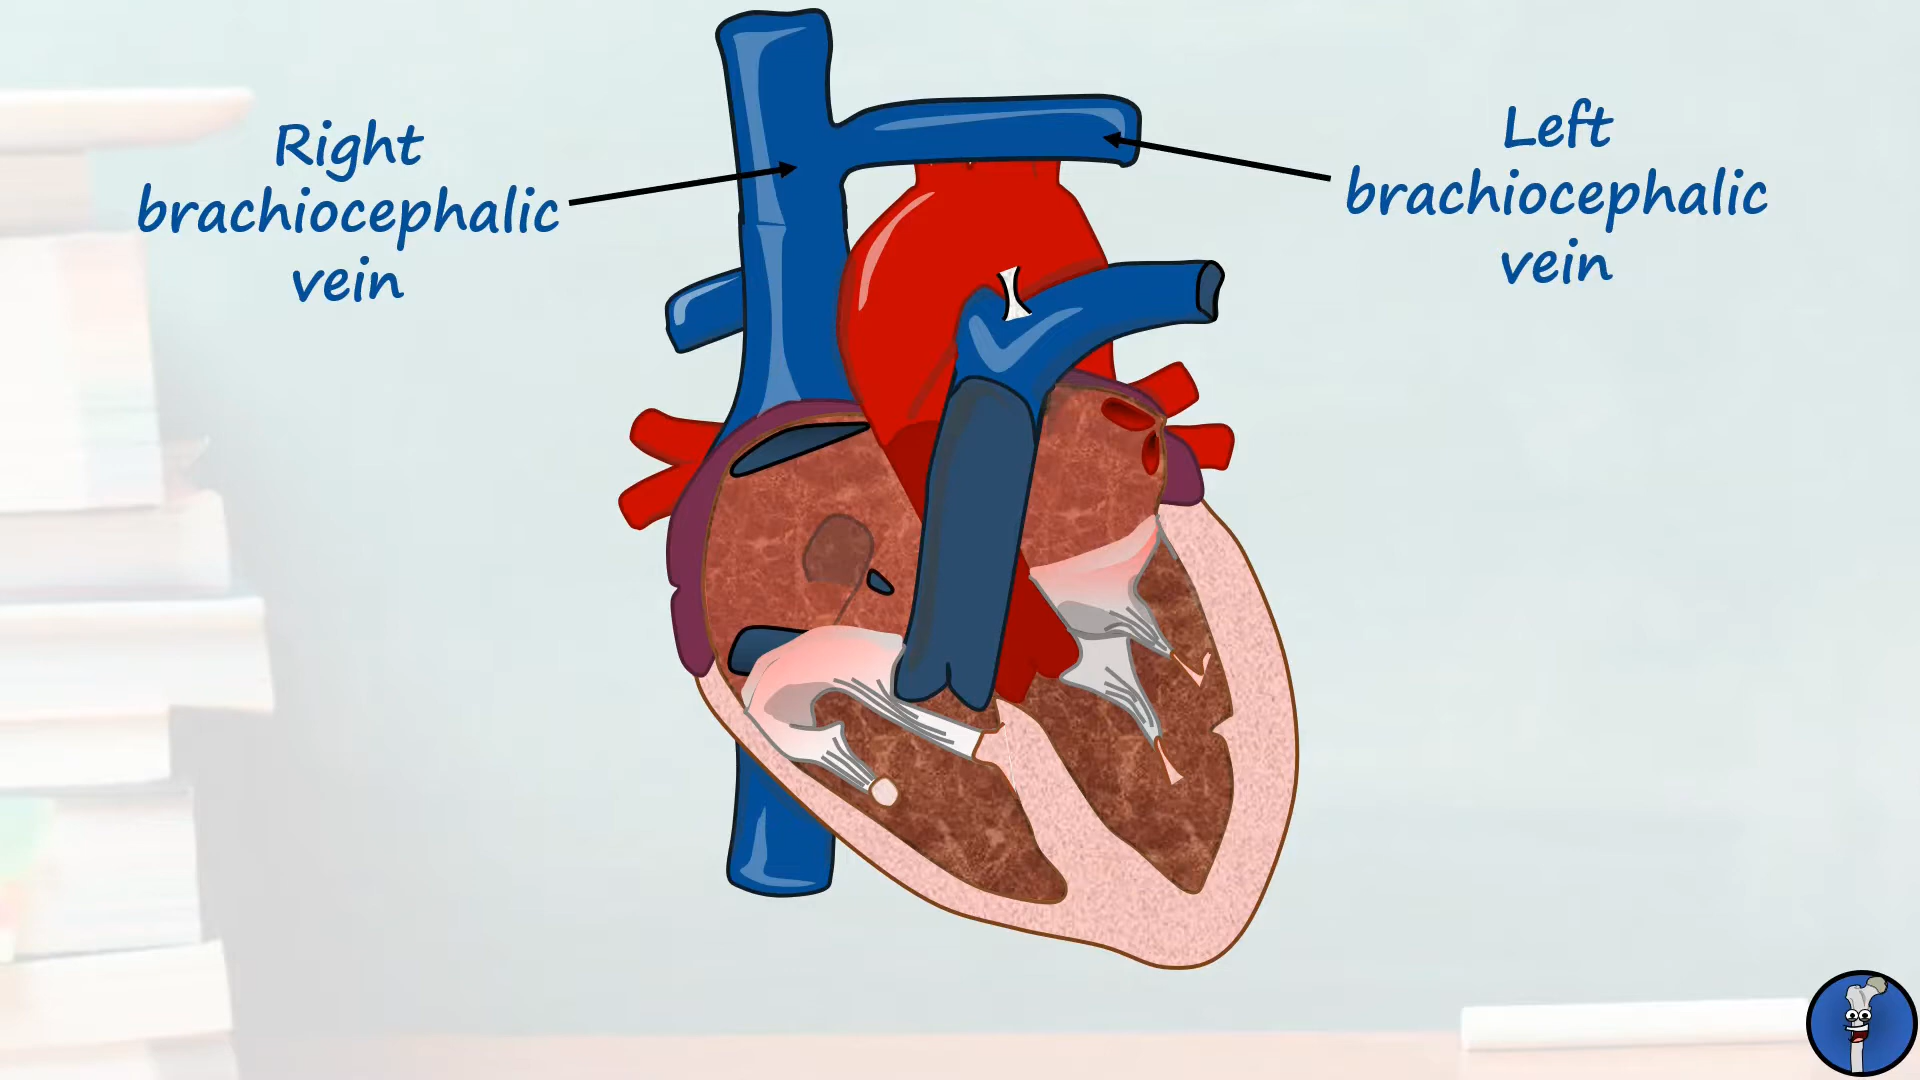 Right
brachiocephalic
vein
Left
brachiocephalic
vein